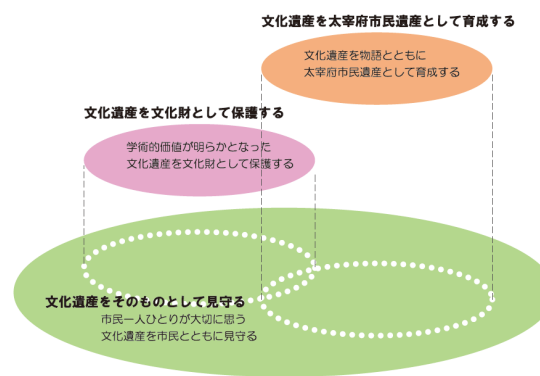 文化遺産を太宰府市民遺産として育成する
文化遺産を物語とともに
太宰府市民遺産として育成する
文化遺産を文化財として保護する
学術的価値が明らかとなった
文化遺産を文化財として保護する
文化遺産をそのものとして見守る
市民一人ひとりが大切に思う
文化遺産を市民とともに見守る